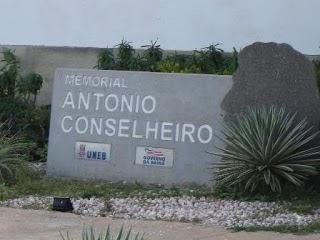 MEMORIAL
ANTONIO
CONSELHEIRO
UNEB
GOVERNO
DA BAHIA